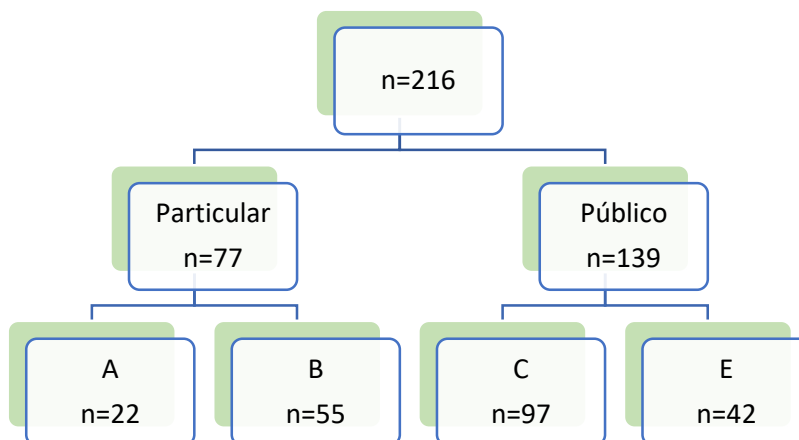 n=216
Particular
n=77
Público
n=139
A
n=22
B
n=55
C
n=97
E
n=42